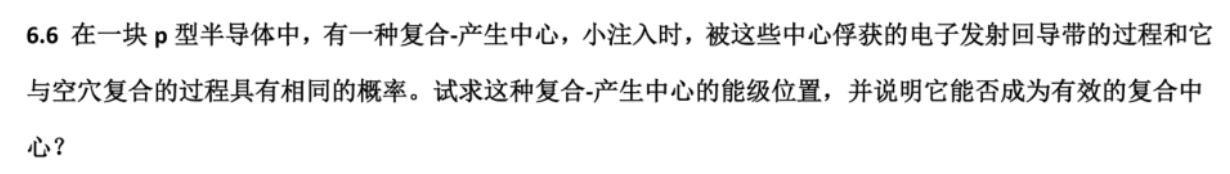 6.6 在一块 p 型半导体中，有一种复合-产生中心，小注入时，被这些中心俘获的电子发射回导带的过程和它
与空穴复合的过程具有相同的概率。试求这种复合-产生中心的能级位置，并说明它能否成为有效的复合中
心？